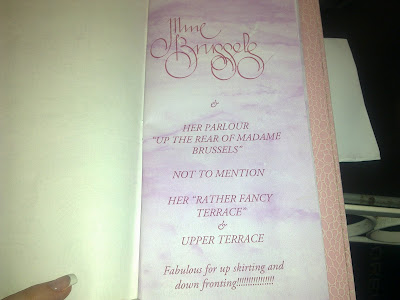 Mme
Brussels
&
HER PARLOUR
"UP THE REAR OF MADAME
BRUSSELS"
NOT TO MENTION
HER "RATHER FANCY
TERRACE"
&
UPPER TERRACE
Fabulous for up shirting and
down fronting!!!!!!!!!!!!!!!!